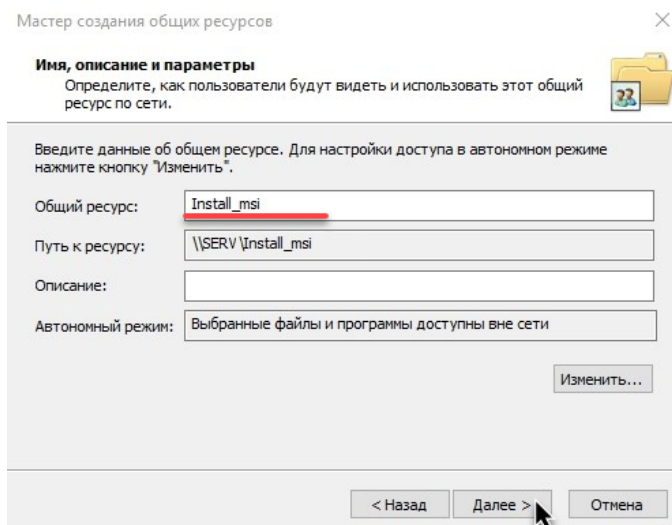 Мастер создания общих ресурсов
Имя, описание и параметры
Определите, как пользователи будут видеть и использовать этот общий
ресурс по сети.
Введите данные об общем ресурсе. Для настройки доступа в автономном режиме
нажмите кнопку "Изменить".
Общий ресурс: Install_msi
Путь к ресурсу: \\SERV\Install_msi
Описание:
Автономный режим: Выбранные файлы и программы доступны вне сети
Изменить...
< Назад Далее > Отмена